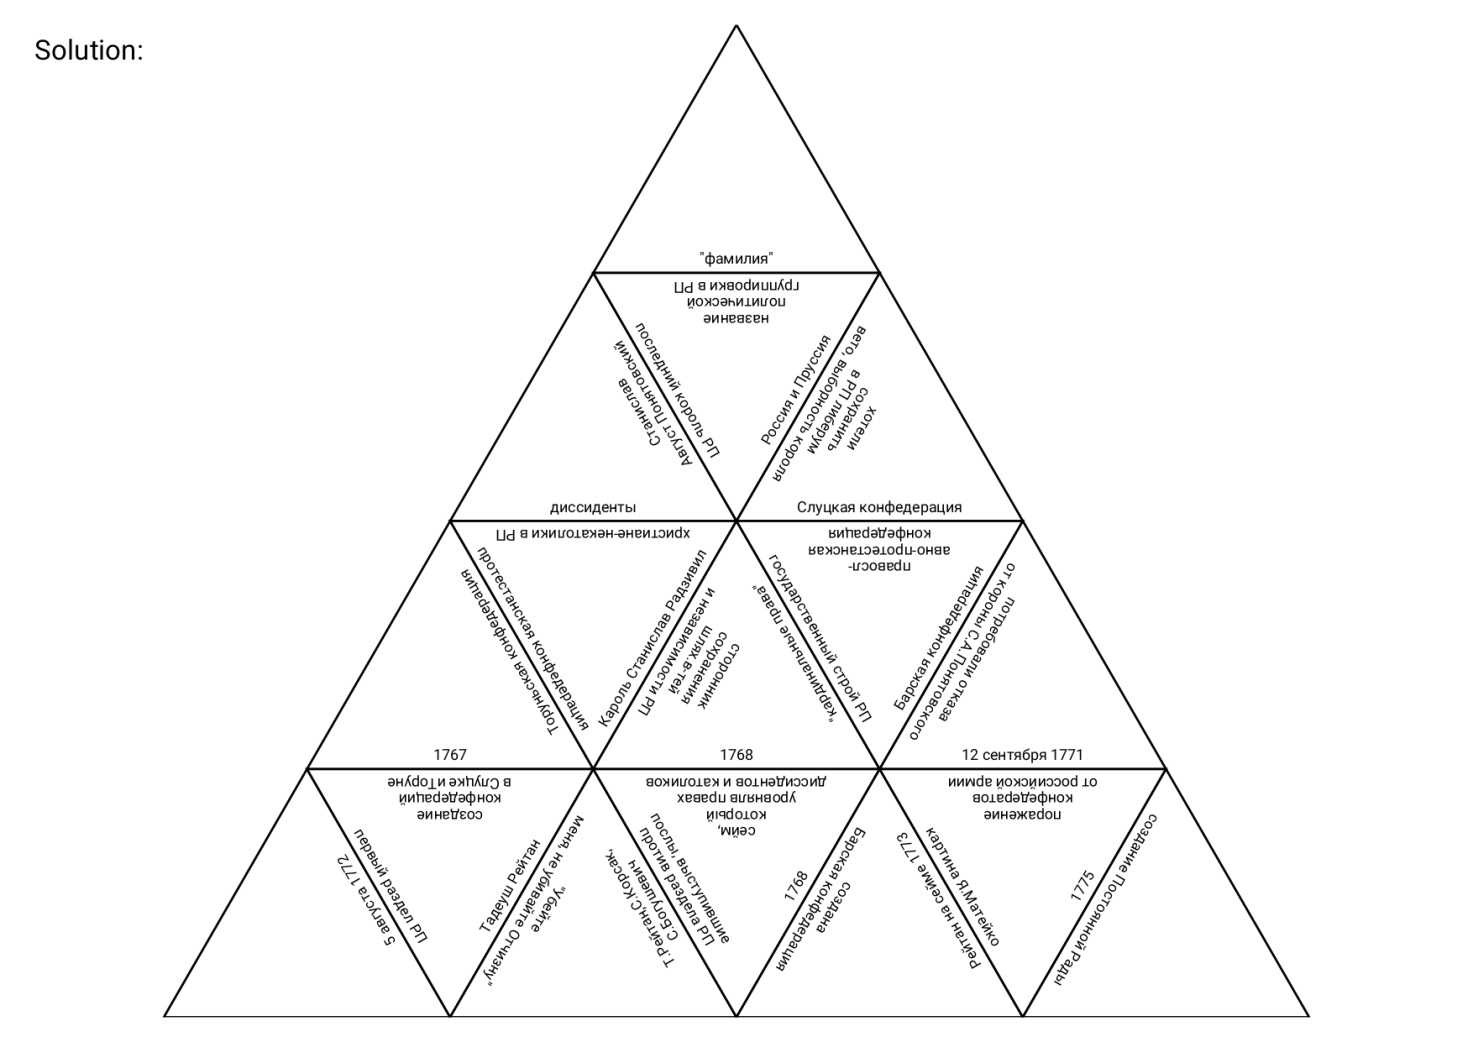 Solution:
"фамилия"
название
политической
группировки в РП
последний король РП
Станислав
Август Понятовский
Россия и Пруссия
хотели
сохранить
в РП либерум
вето, выборность короля
диссиденты
христиане-некатолики в РП
Слуцкая конфедерация
правосл-
авно-протестанская
конфедерация
протестанская конфедерация
Торуньская конфедерация
Кароль Станислав Радзивил
сторонник
сохранения
шлях. в-тей
и независимости РП
государственный строй РП
"кардинальные права"
Барская конфедерация
потребовали отказа
от короны С.А.Понятовского
1767
создание
конфедераций
в Слуцке и Торуне
1768
сейм,
который
уровняв правах
диссидентов и католиков
12 сентября 1771
поражение
конфедератов
от российской армии
первый раздел РП
5 августа 1772
Тадеуш Рейтан
"убейте
меня, не убивайте Отчизну"
послы, выступившие
против раздела РП
Т.Рейтан,С.Корсак,
С.Богушевич
1768
создана
Барская конфедерация
картина Я.Матейко
Рейтан на сейме 1773
1775
создание Постоянной Рады